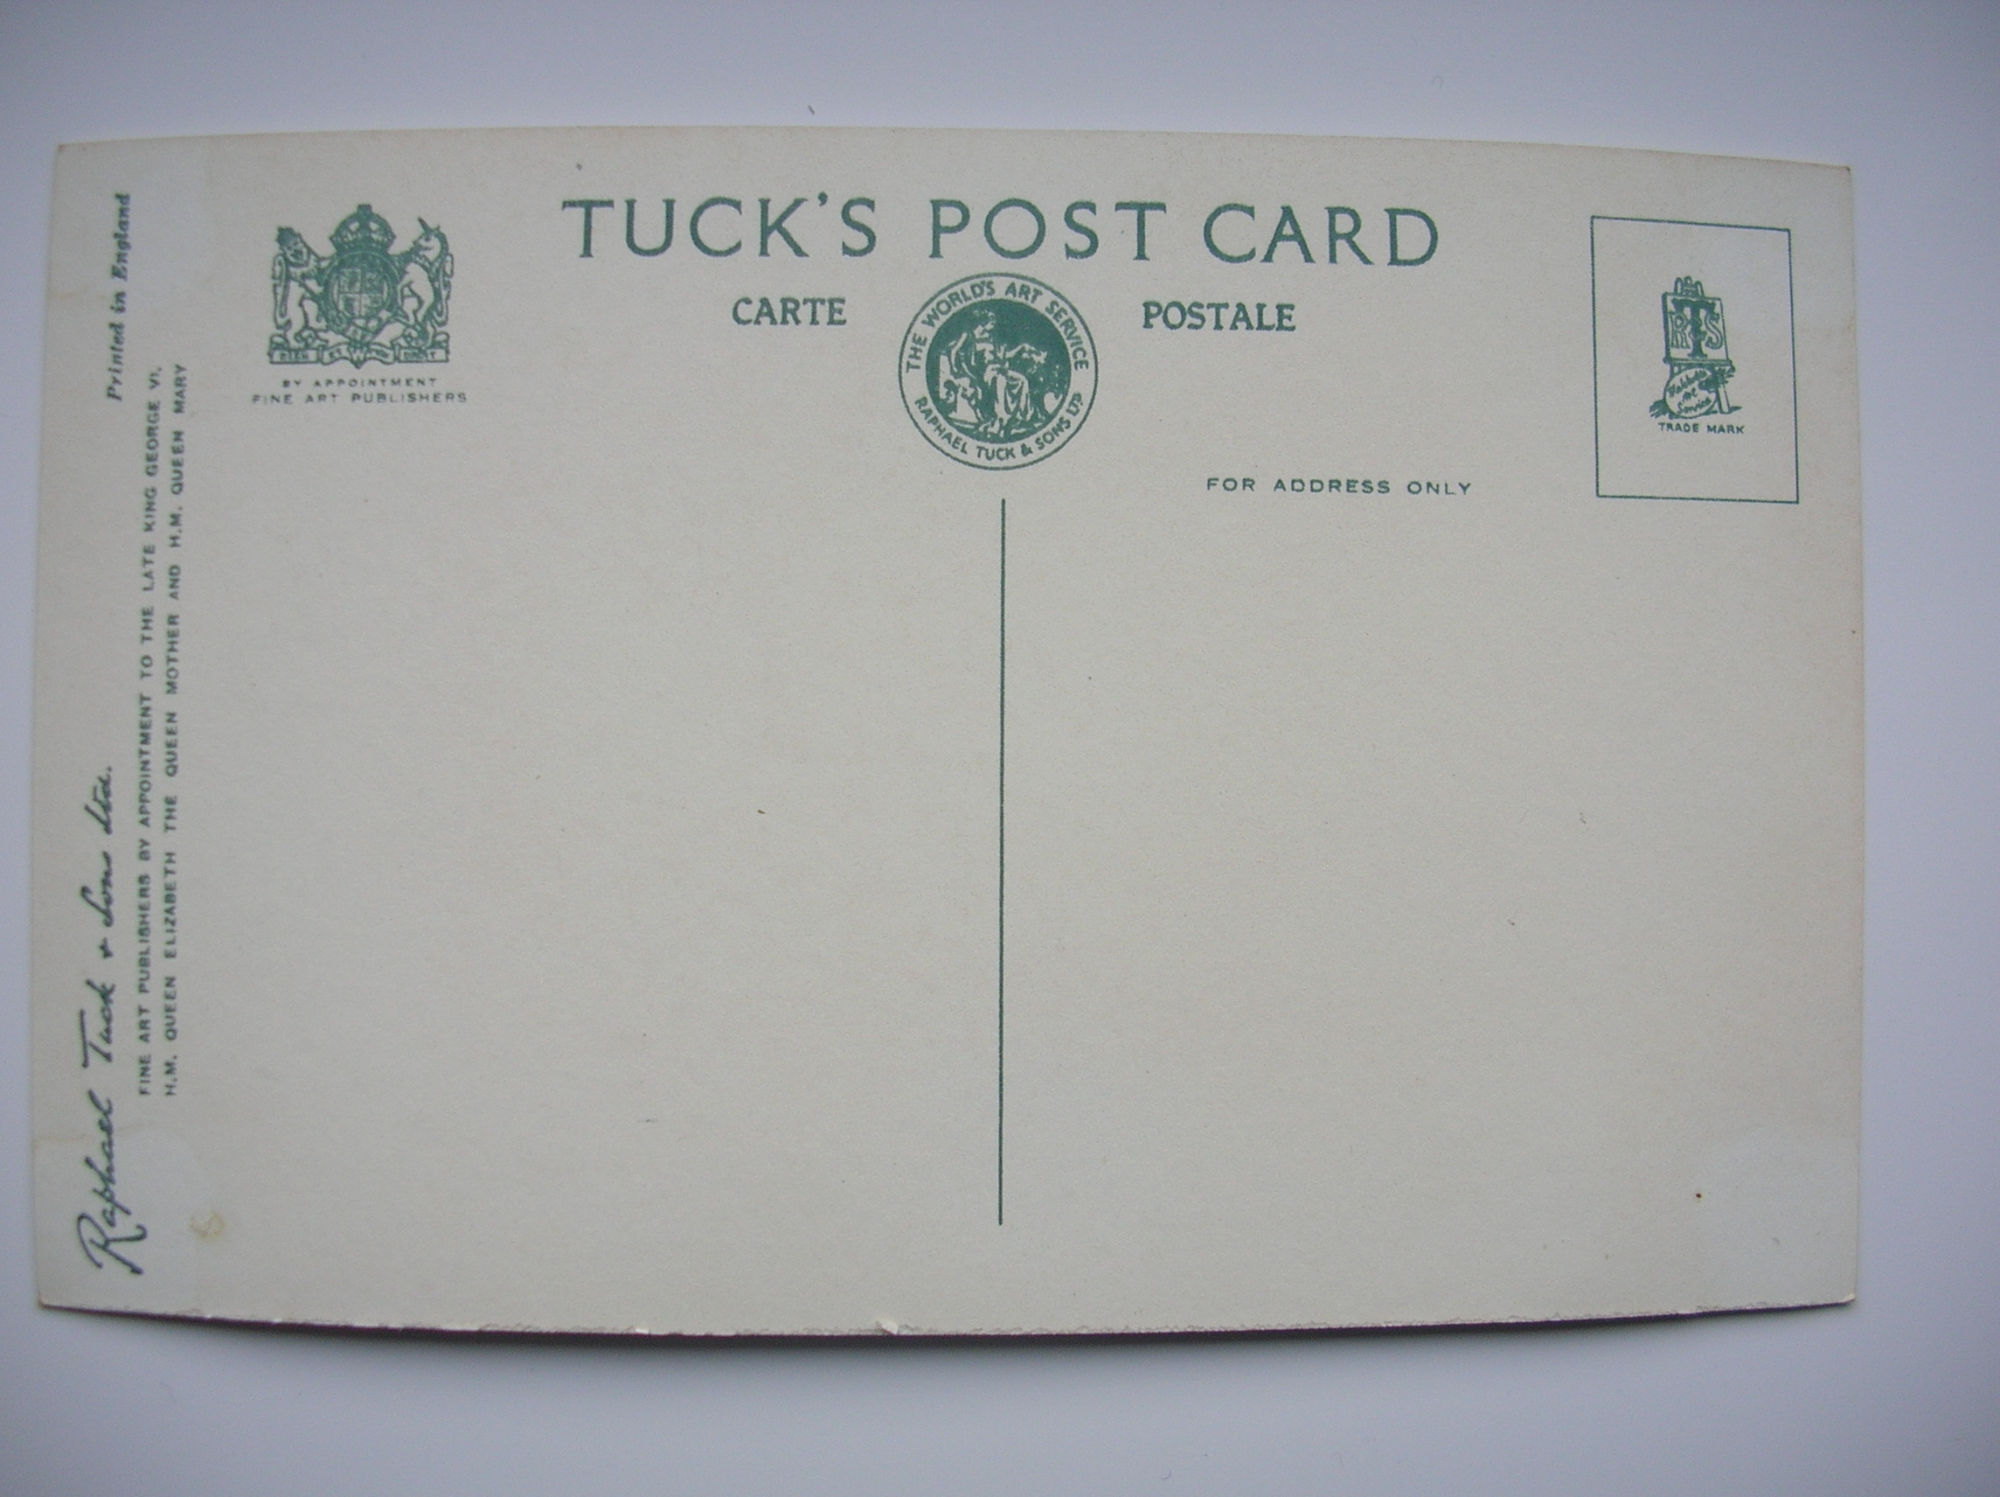 TUCK'S POST CARD
CARTE POSTALE
THE WORLD'S ART SERVICE
RAPHAEL TUCK & SONS LTD
BY APPOINTMENT
FINE ART PUBLISHERS
FOR ADDRESS ONLY
RTS
TRADE MARK
Printed in England
Raphael Tuck & Sons Ltd.
FINE ART PUBLISHERS BY APPOINTMENT TO THE LATE KING GEORGE VI,
H.M. QUEEN ELIZABETH THE QUEEN MOTHER AND H.M. QUEEN MARY